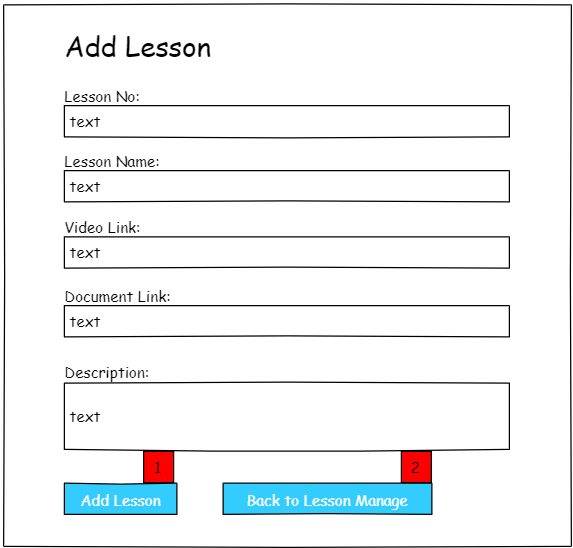 Add Lesson
Lesson No:
text
Lesson Name:
text
Video Link:
text
Document Link:
text
Description:
text
1 2
Add Lesson Back to Lesson Manage